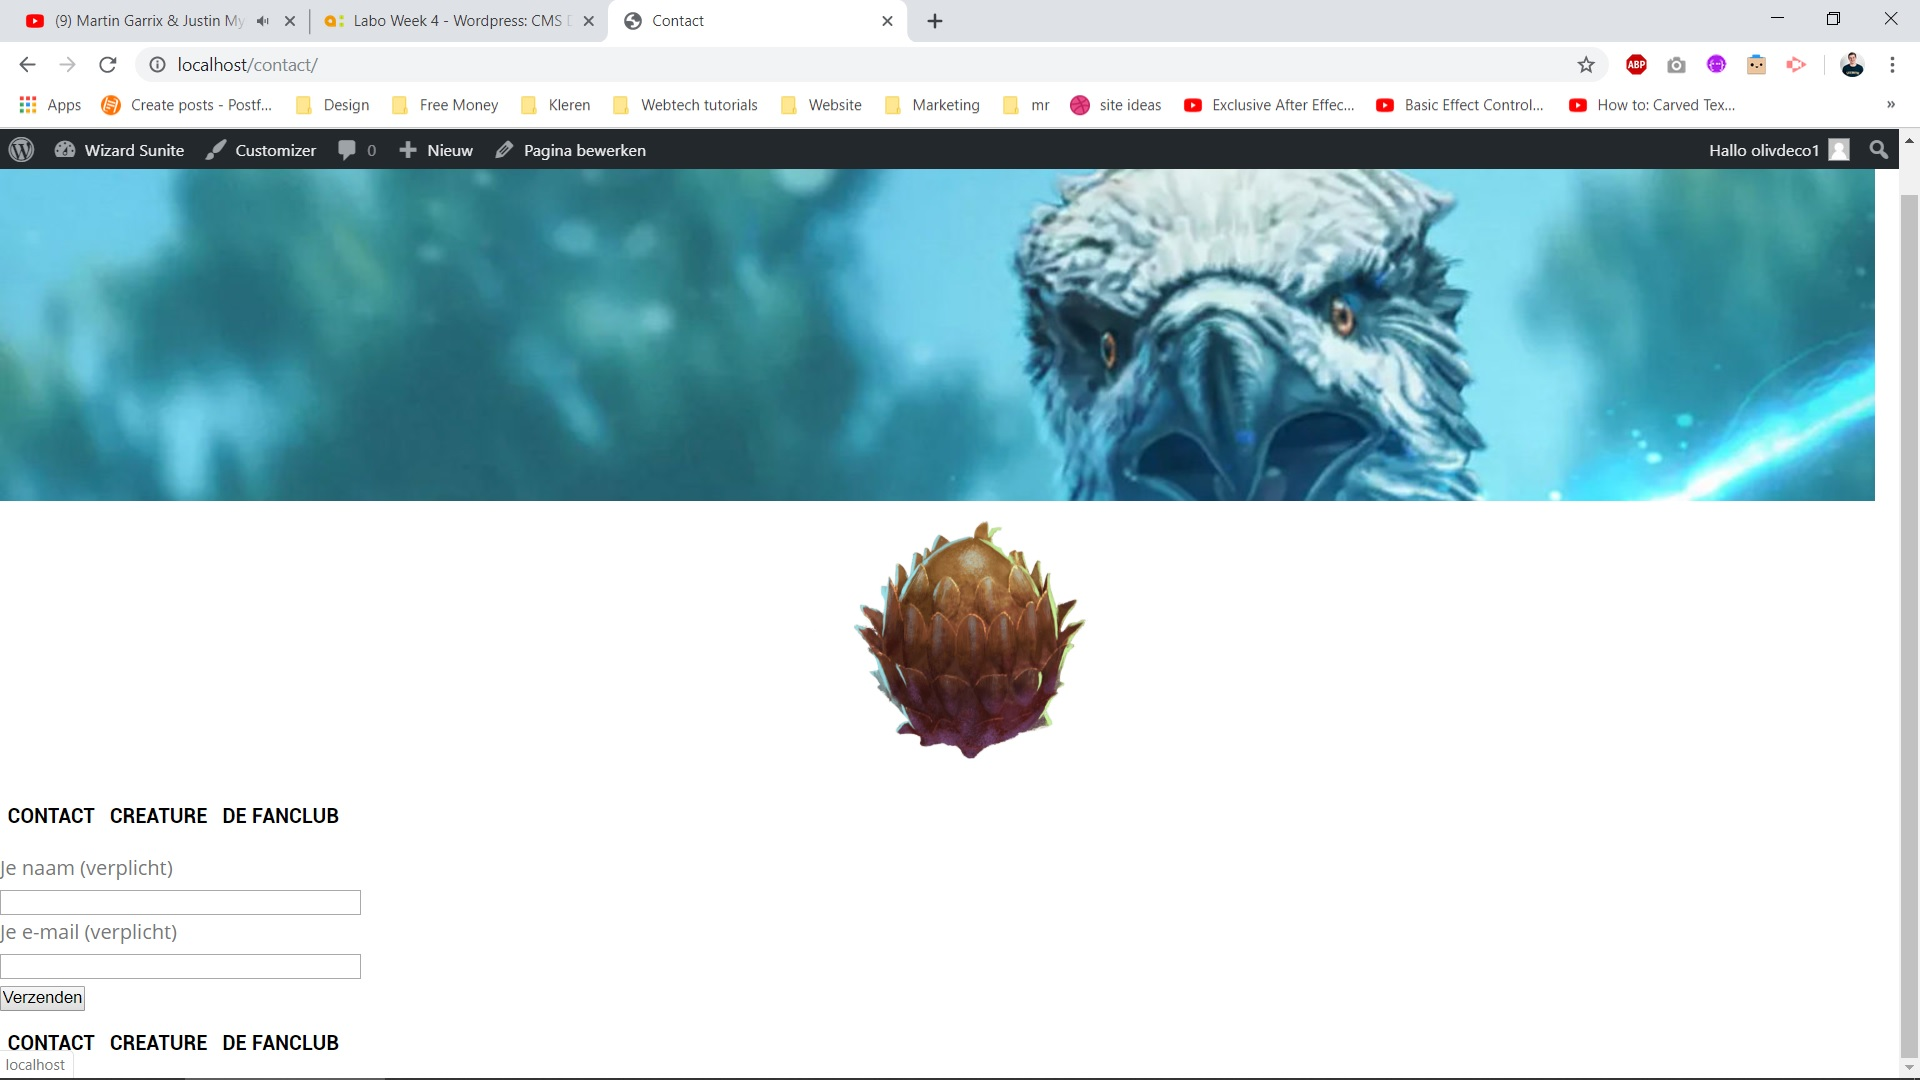 (9) Martin Garrix & Justin My
Labo Week 4 - Wordpress: CMS D
Contact
localhost/contact/
Apps
Create posts - Postf...
Design
Free Money
Kleren
Webtech tutorials
Website
Marketing
mr
site ideas
Exclusive After Effec...
Basic Effect Control...
How to: Carved Tex...
»
Wizard Sunite
Customizer
0
Nieuw
Pagina bewerken
Hallo olivdeco1
CONTACT CREATURE DE FANCLUB
Je naam (verplicht)
Je e-mail (verplicht)
Verzenden
CONTACT CREATURE DE FANCLUB
localhost